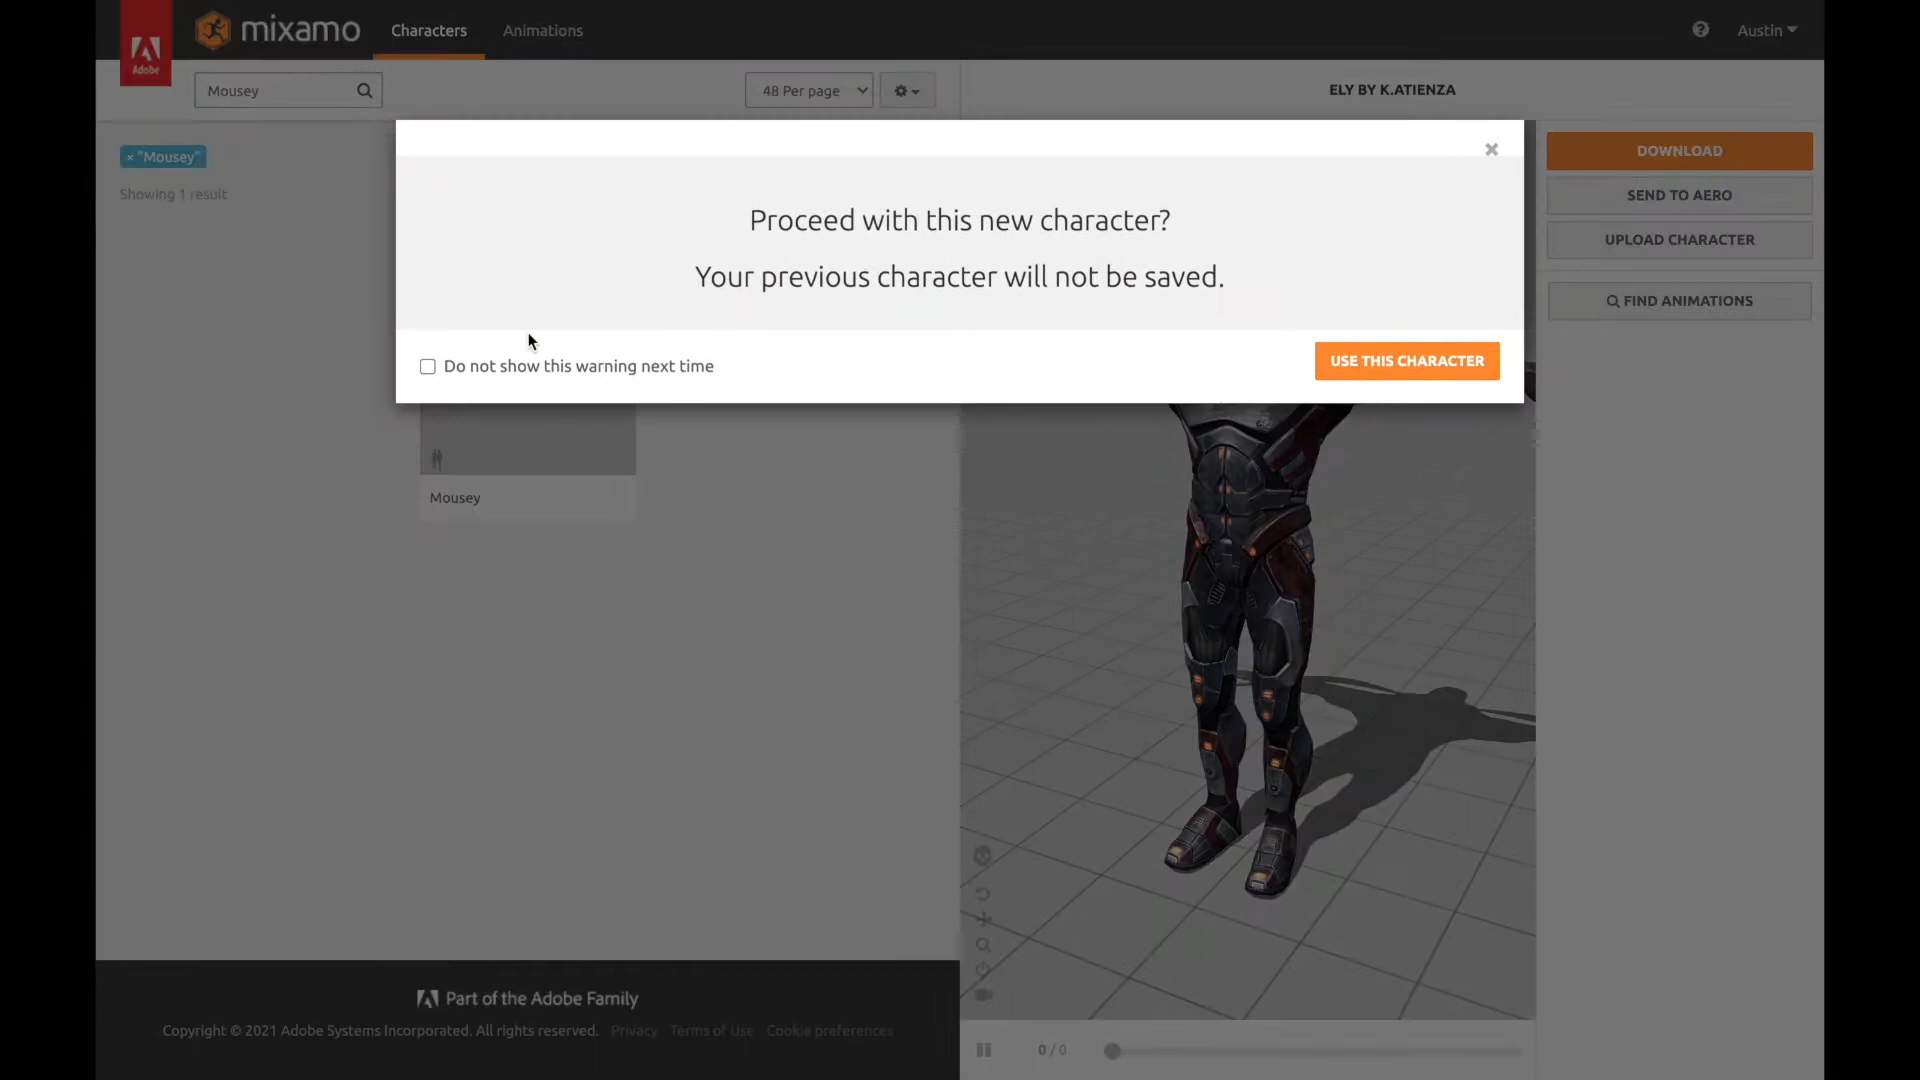 Adobe
mixamo
Characters
Animations
Austin
Mousey
48 Per page
ELY BY K.ATIENZA
× "Mousey"
Showing 1 result
Proceed with this new character?
Your previous character will not be saved.
Do not show this warning next time
USE THIS CHARACTER
DOWNLOAD
SEND TO AERO
UPLOAD CHARACTER
FIND ANIMATIONS
Mousey
Part of the Adobe Family
Copyright © 2021 Adobe Systems Incorporated. All rights reserved. Privacy Terms of Use Cookie preferences
0 / 0